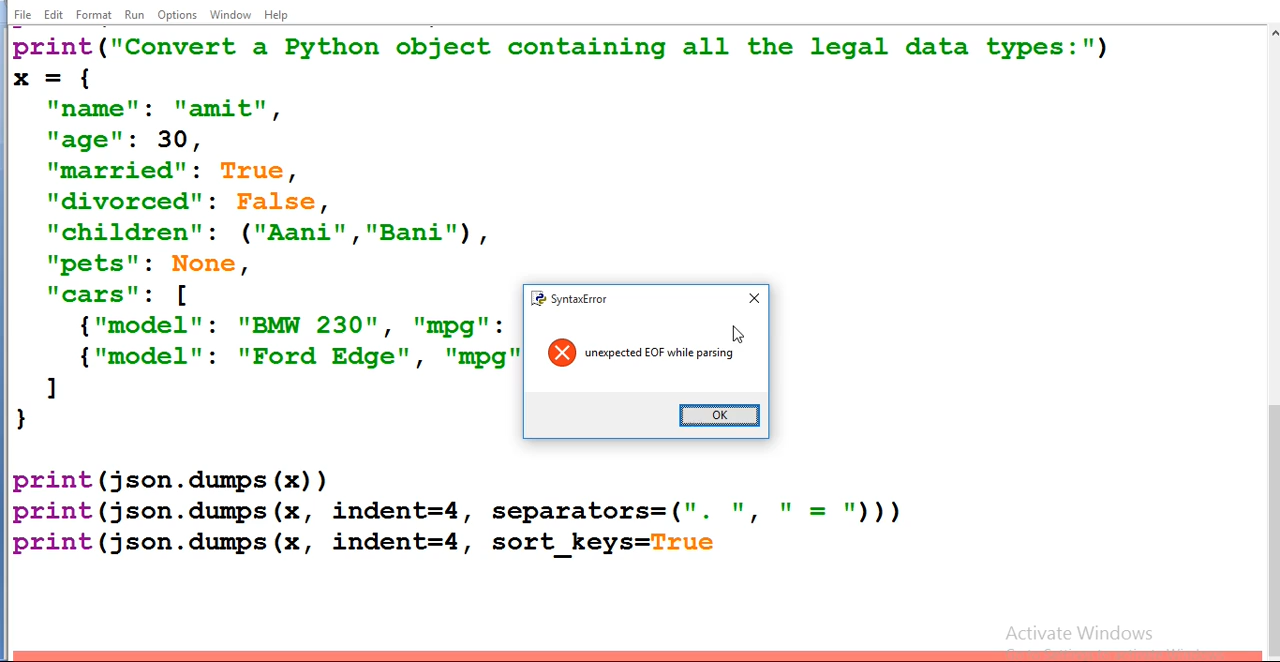 File Edit Format Run Options Window Help
print("Convert a Python object containing all the legal data types:")
x = {
"name": "amit",
"age": 30,
"married": True,
"divorced": False,
"children": ("Aani","Bani"),
"pets": None,
"cars": [
{"model": "BMW 230", "mpg":
{"model": "Ford Edge", "mpg"
]
}
SyntaxError
unexpected EOF while parsing
OK
print(json.dumps(x))
print(json.dumps(x, indent=4, separators=(". ", " = ")))
print(json.dumps(x, indent=4, sort_keys=True
Activate Windows